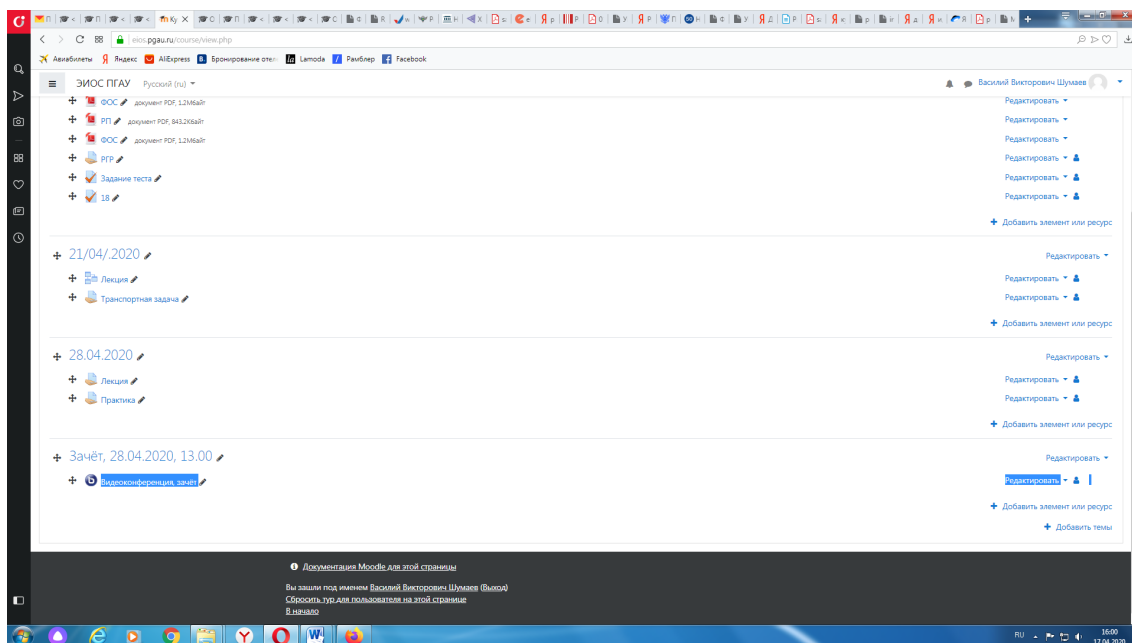 eios.pgau.ru/course/view.php
Авиабилеты Яндекс AliExpress Бронирование отел Lamoda Рамблер Facebook
ЭИОС ПГАУ Русский (ru) Василий Викторович Шумаев
ФОС документ PDF, 1.2Мбайт Редактировать
РП документ PDF, 843.2Кбайт Редактировать
ФОС документ PDF, 1.2Мбайт Редактировать
РГР Редактировать
Задание теста Редактировать
18 Редактировать
Добавить элемент или ресурс
21/04/.2020 Редактировать
Лекция Редактировать
Транспортная задача Редактировать
Добавить элемент или ресурс
28.04.2020 Редактировать
Лекция Редактировать
Практика Редактировать
Добавить элемент или ресурс
Зачёт, 28.04.2020, 13.00 Редактировать
Видеоконференция, зачёт Редактировать
Добавить элемент или ресурс
Добавить темы
Документация Moodle для этой страницы
Вы зашли под именем Василий Викторович Шумаев (Выход)
Сбросить тур для пользователя на этой странице
В начало
RU 16:00
17.04.2020